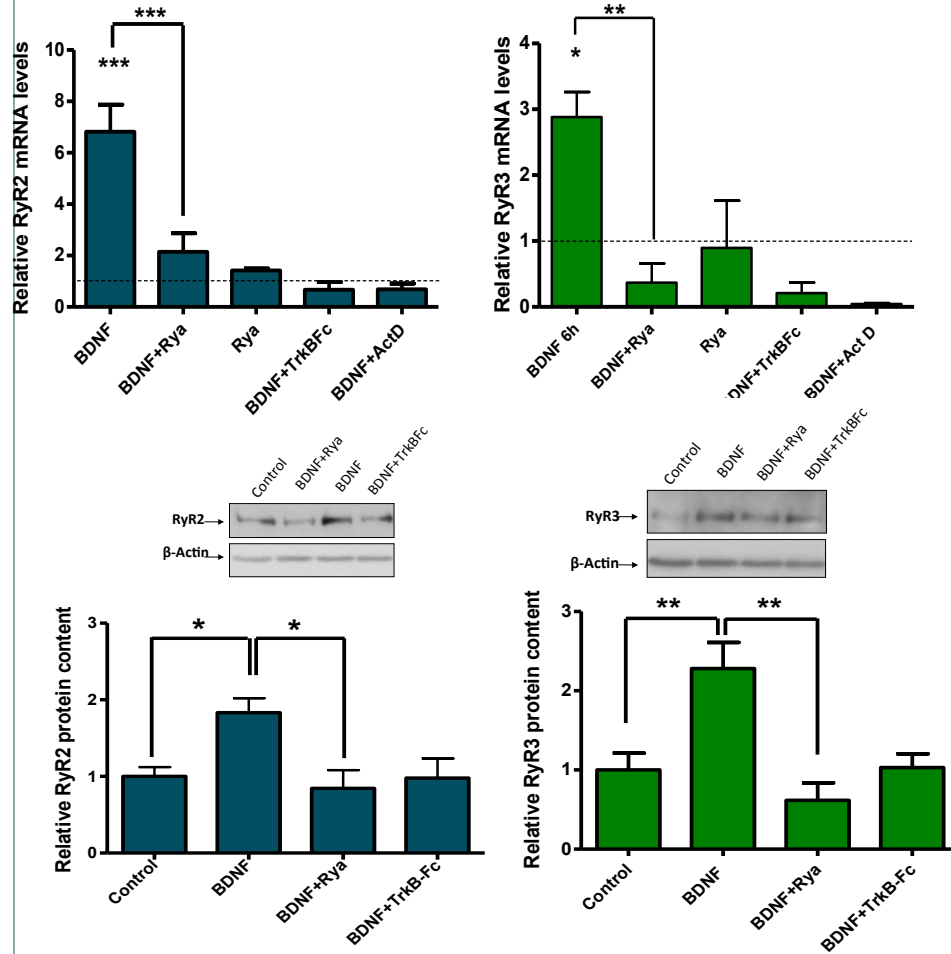 ***
**
Relative RyR2 mRNA levels
10
8
6
4
2
0
***
BDNF
BDNF+Rya
Rya
BDNF+TrkBFc
BDNF+ActD
Relative RyR3 mRNA levels
4
3
2
1
0
*
BDNF 6h
BDNF+Rya
Rya
BDNF+TrkBFc
BDNF+Act D
Control
BDNF+Rya
BDNF
BDNF+TrkBFc
RyR2
β-Actin
Control
BDNF
BDNF+Rya
BDNF+TrkBFc
RyR3
β-Actin
Relative RyR2 protein content
3
2
1
0
*
*
Control
BDNF
BDNF+Rya
BDNF+TrkB-Fc
Relative RyR3 protein content
3
2
1
0
**
**
Control
BDNF
BDNF+Rya
BDNF+TrkB-Fc